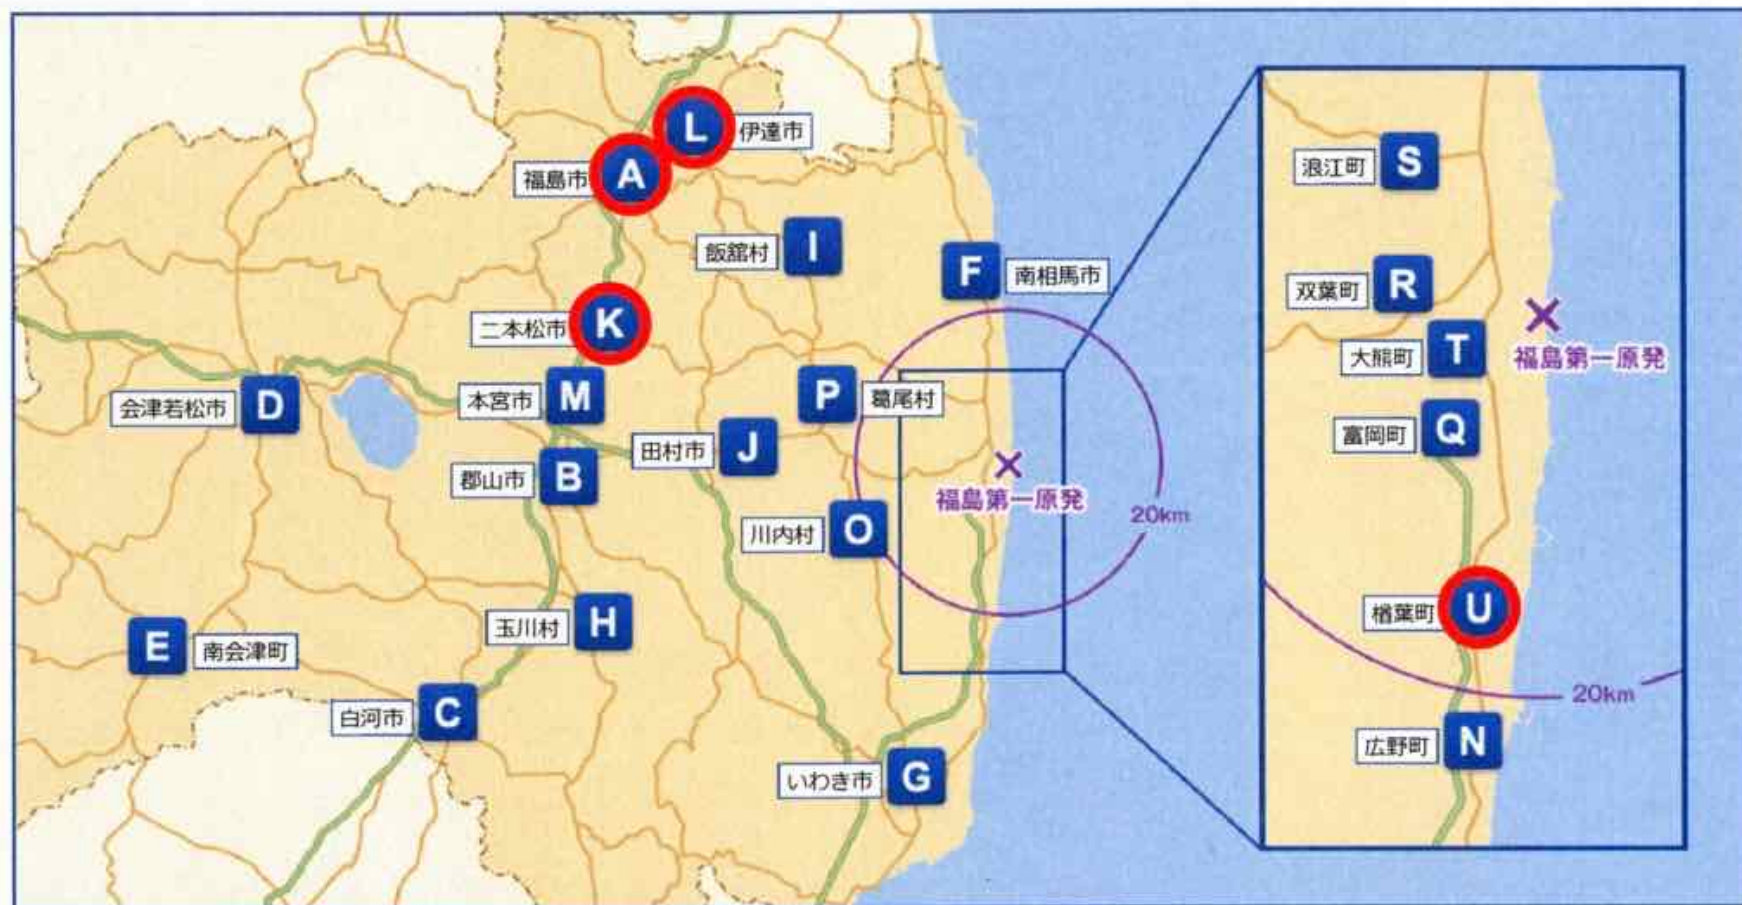 L
伊達市
福島市
A
飯舘村
I
F
南相馬市
二本松市
K
会津若松市
D
本宮市
M
P
葛尾村
田村市
J
郡山市
B
福島第一原発
20km
川内村
O
玉川村
H
E
南会津町
白河市
C
いわき市
G
浪江町
S
双葉町
R
福島第一原発
大熊町
T
富岡町
Q
楢葉町
U
20km
広野町
N